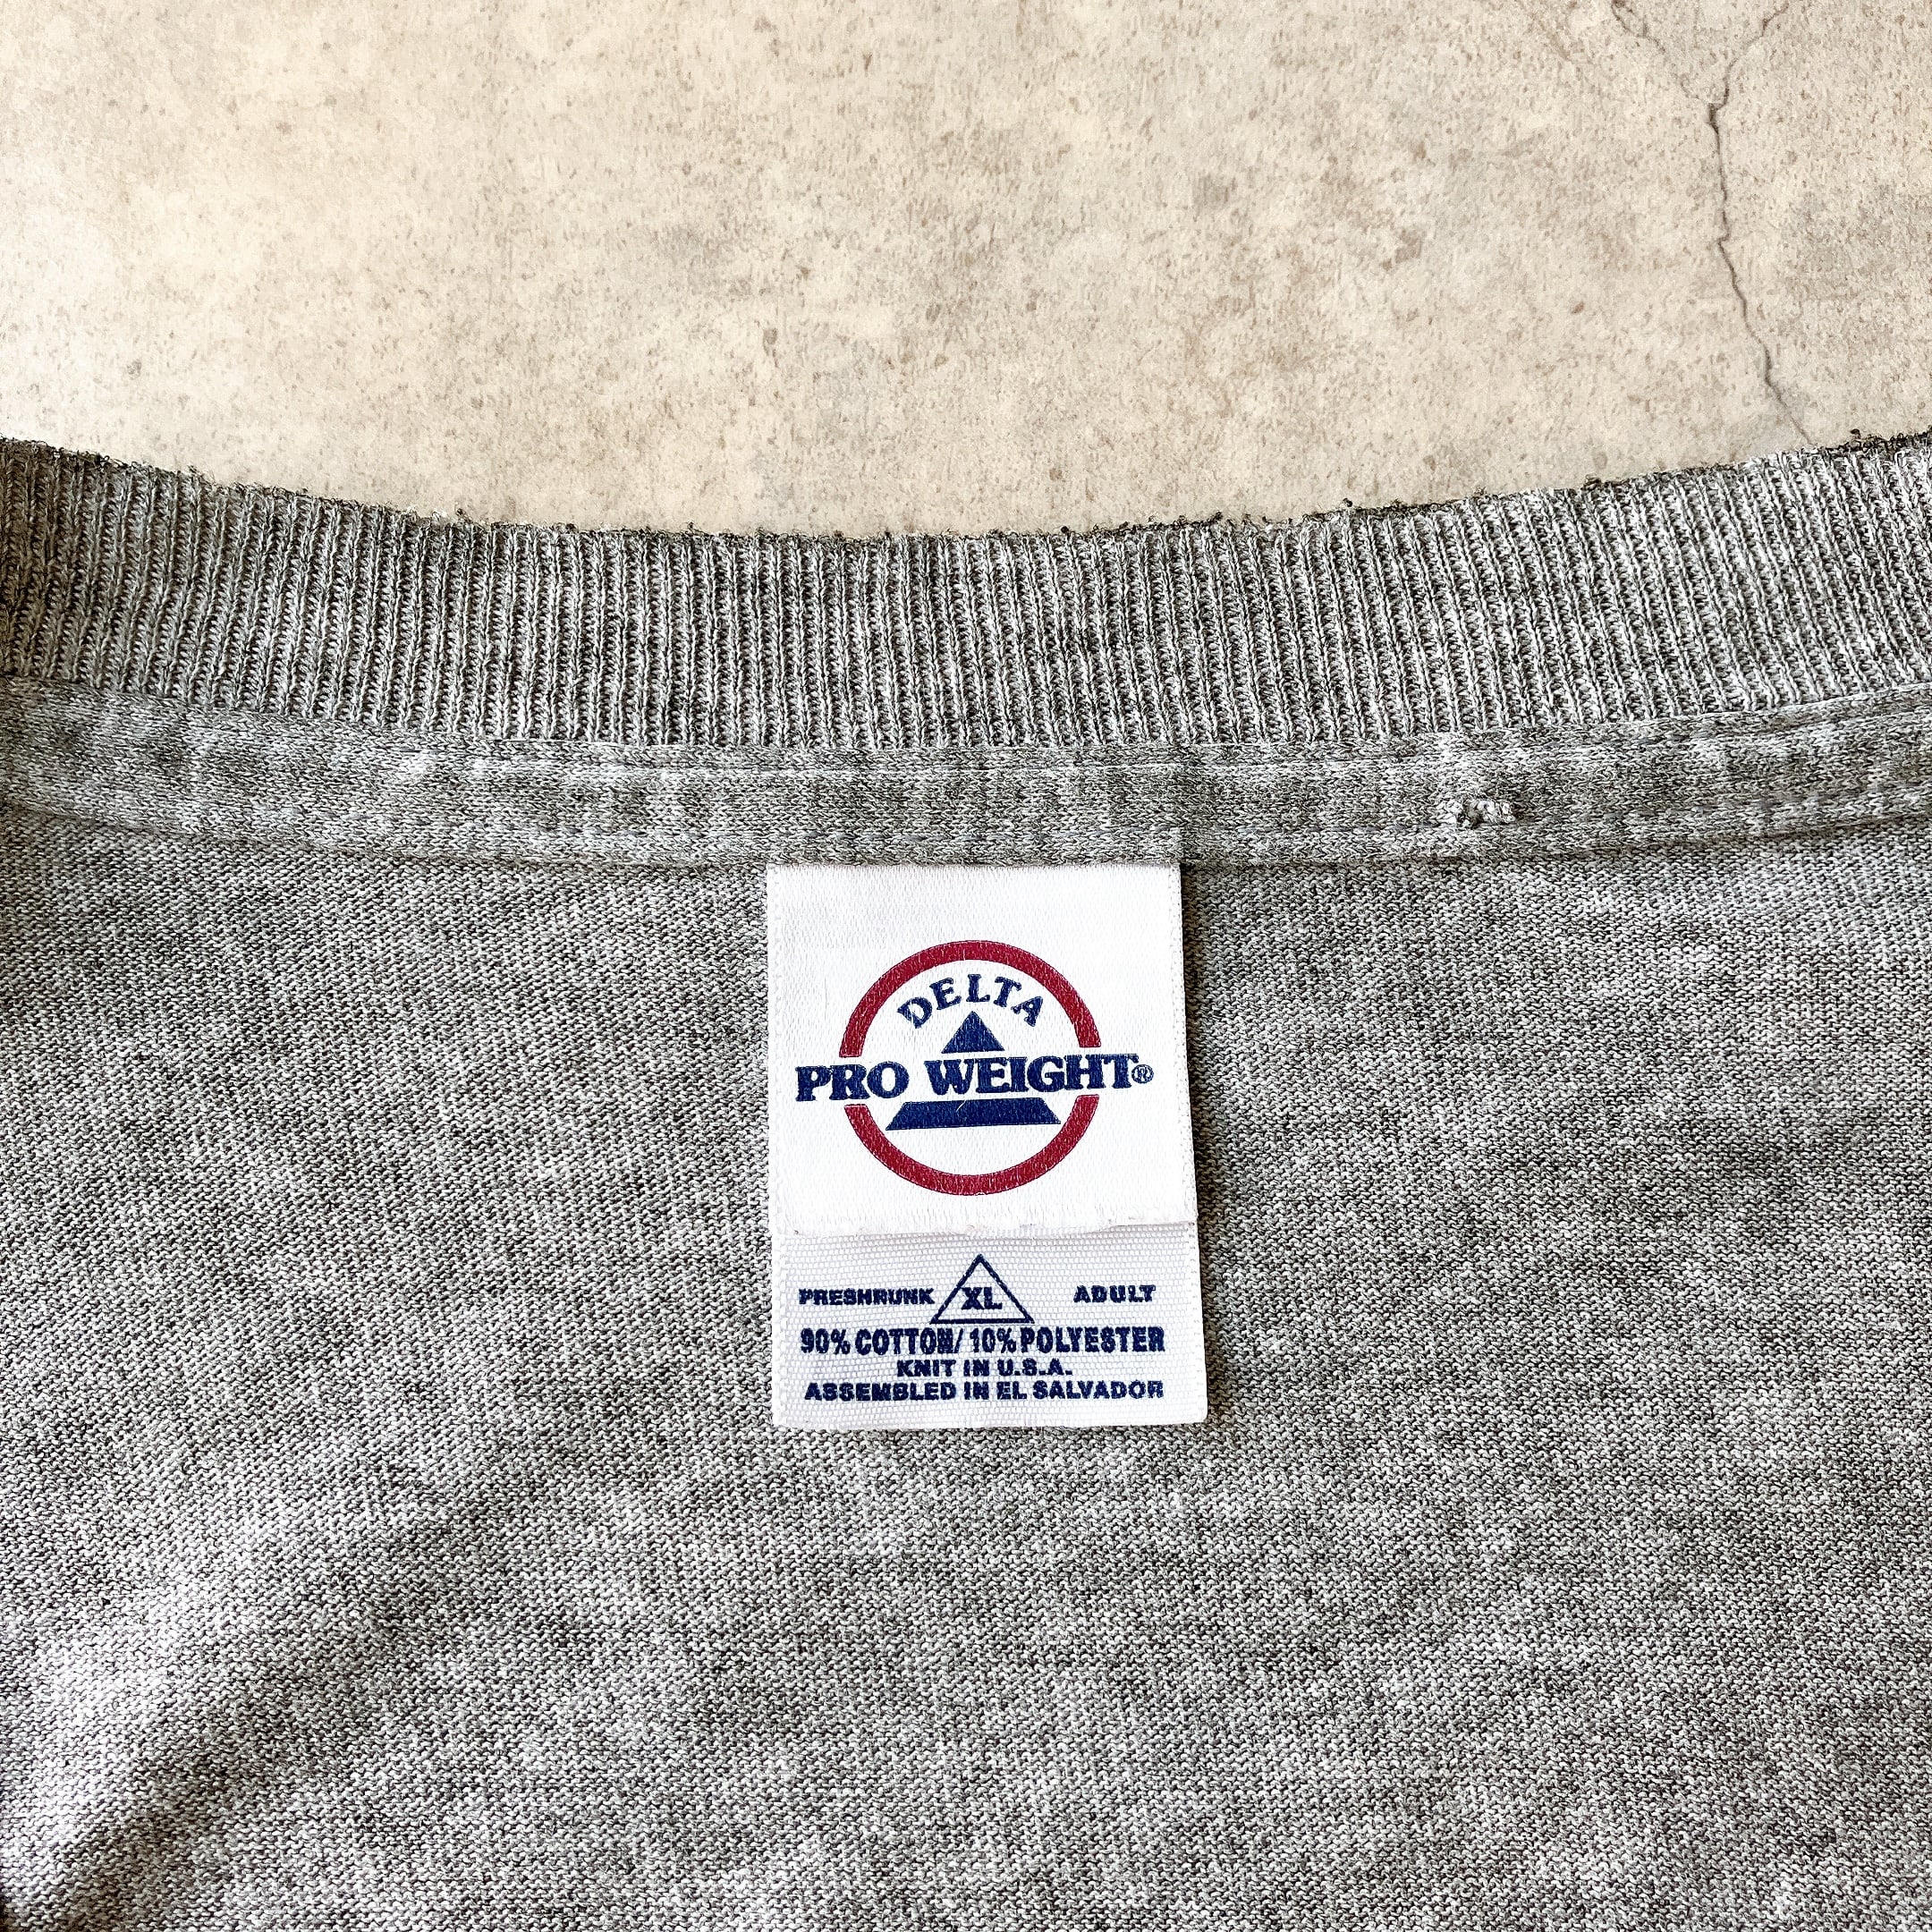 DELTA
PRO WEIGHT®
PRESHRUNK XL ADULT
90% COTTON/ 10% POLYESTER
KNIT IN U.S.A.
ASSEMBLED IN EL SALVADOR